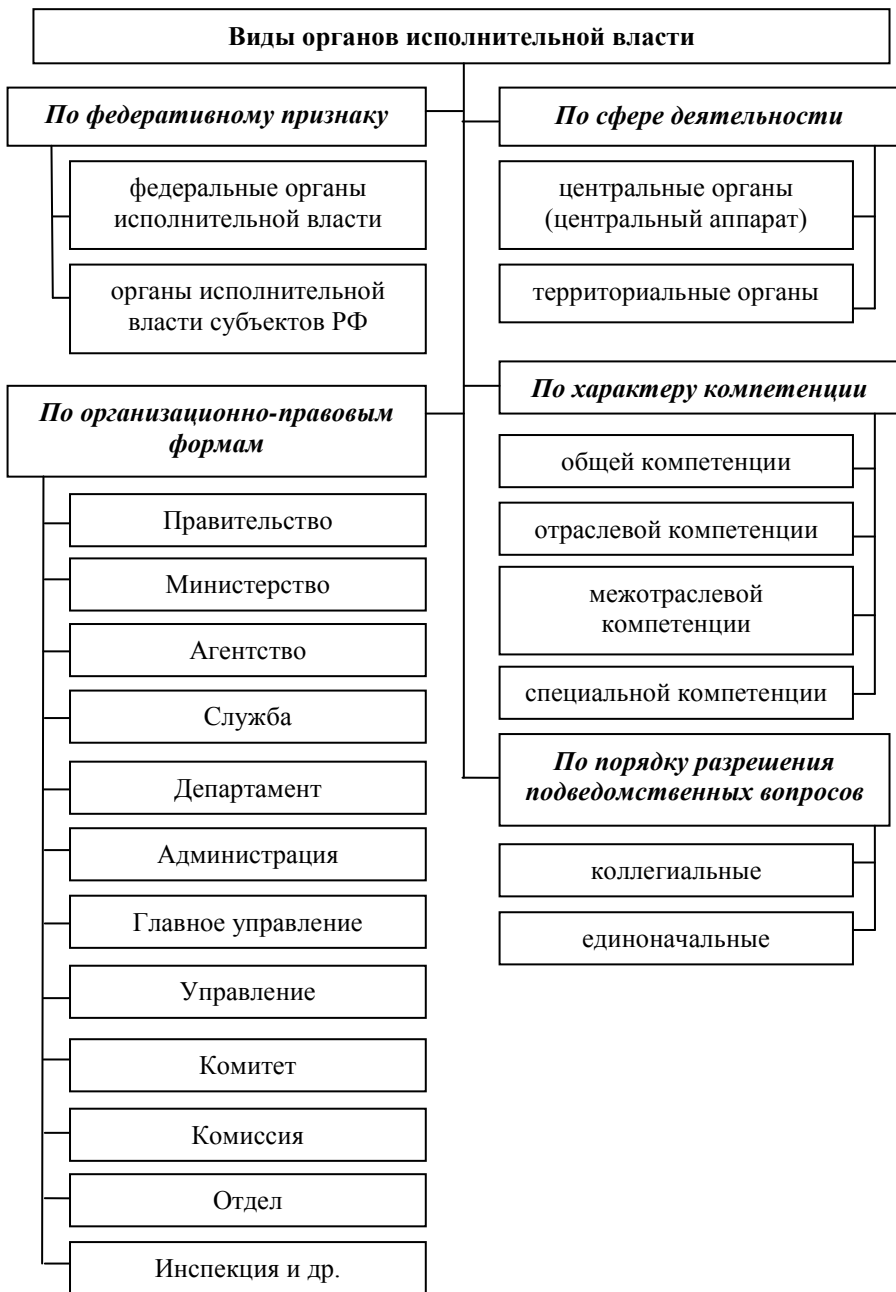 Виды органов исполнительной власти
По федеративному признаку
федеральные органы
исполнительной власти
органы исполнительной
власти субъектов РФ
По организационно-правовым
формам
Правительство
Министерство
Агентство
Служба
Департамент
Администрация
Главное управление
Управление
Комитет
Комиссия
Отдел
Инспекция и др.
По сфере деятельности
центральные органы
(центральный аппарат)
территориальные органы
По характеру компетенции
общей компетенции
отраслевой компетенции
межотраслевой
компетенции
специальной компетенции
По порядку разрешения
подведомственных вопросов
коллегиальные
единоначальные